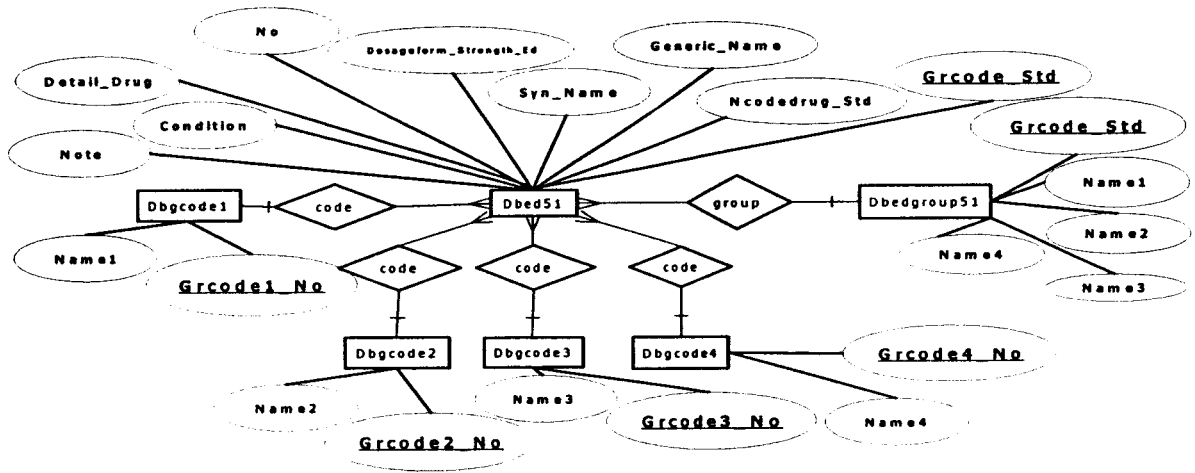 No
Dosageform_Strength_Ed
Generic_Name
Detail_Drug
Syn_Name
Grcode_Std
Ncodedrug_Std
Condition
Grcode_Std
Note
Name1
Dbgcode1
code
Dbed51
group
Dbedgroup51
Name2
Name1
Name4
Grcode1_No
code
code
code
Name3
Dbgcode2
Dbgcode3
Dbgcode4
Grcode4_No
Name2
Name3
Grcode3_No
Name4
Grcode2_No